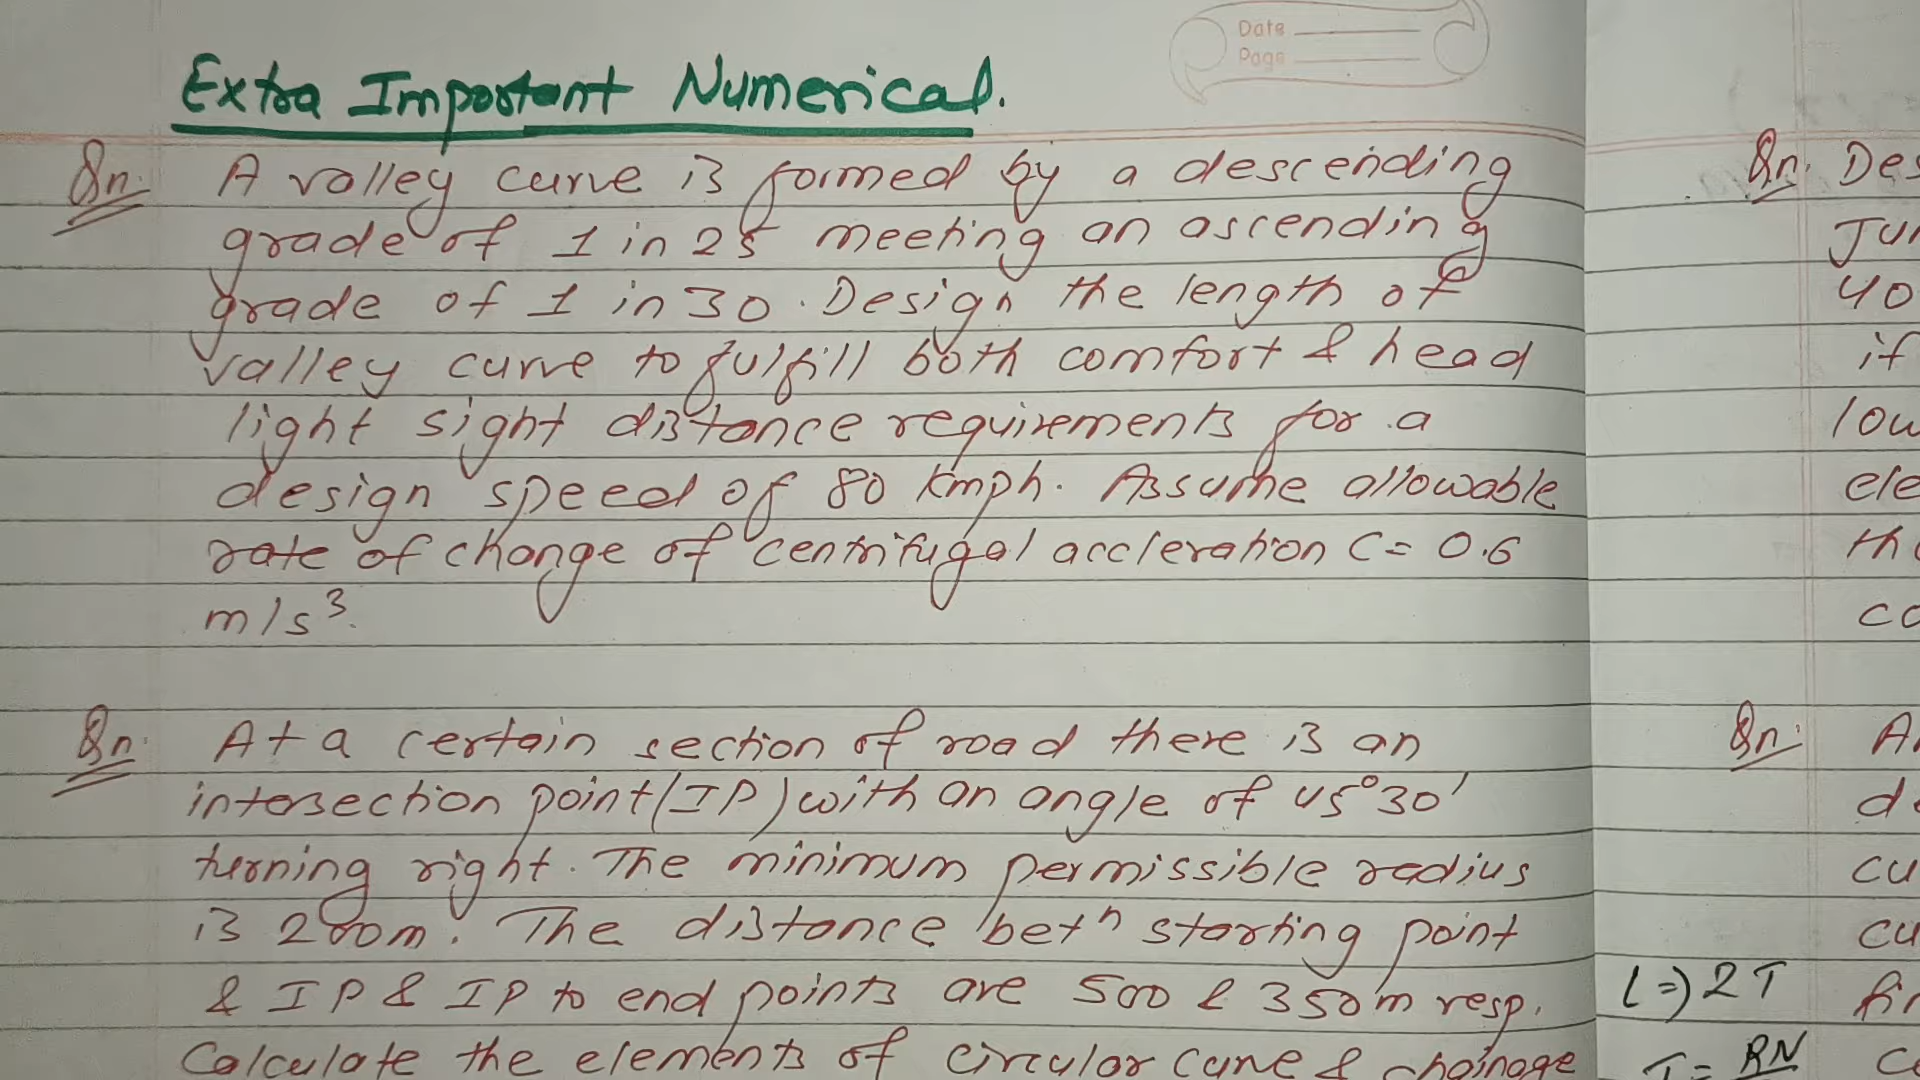 Date
Page
Extra Important Numerical.
Qn. A valley curve is formed by a descending
grade of 1 in 25 meeting an ascending
grade of 1 in 30. Design the length of
valley curve to fulfill both comfort & head
light sight distance requirements for a
design speed of 80 kmph. Assume allowable
rate of change of centrifugal accleration C = 0.6
m/s³.
Qn. At a certain section of road there is an
intersection point (IP) with an angle of 45°30'
turning right. The minimum permissible radius
is 200m. The distance betn starting point
& IP & IP to end points are 500 & 350m resp.
Calculate the elements of circular curve & chainage
Qn. Des
Jun
40
if
low
ele
th
co
Qn. An
de
cu
cu
L => 2T
fin
T = RN